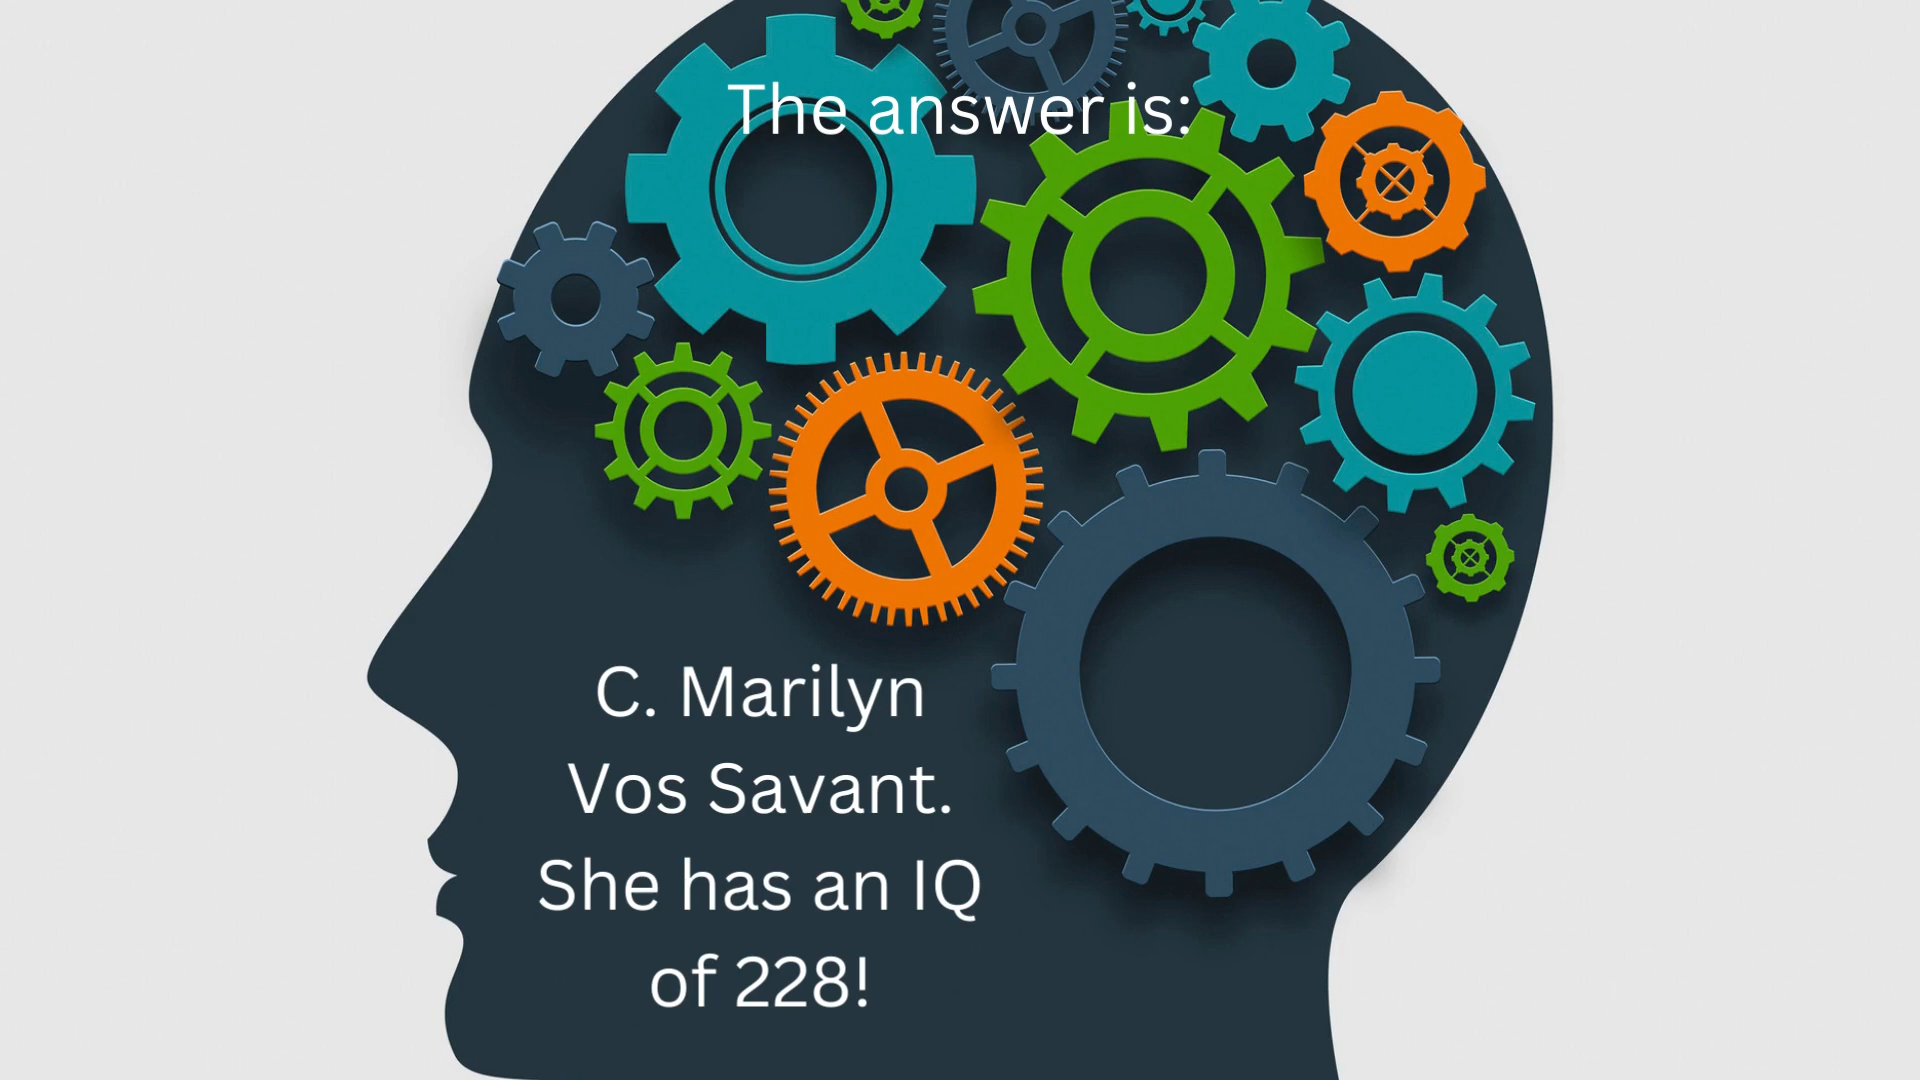 The answer is:
C. Marilyn
Vos Savant.
She has an IQ
of 228!